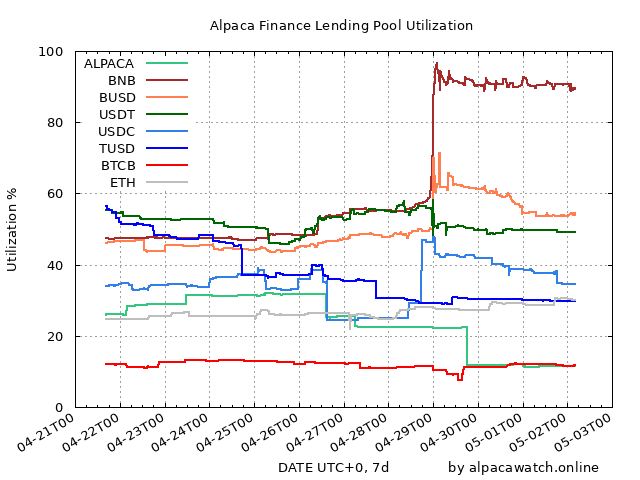 Alpaca Finance Lending Pool Utilization
Utilization %
100
80
60
40
20
0
ALPACA
BNB
BUSD
USDT
USDC
TUSD
BTCB
ETH
04-21T00
04-22T00
04-23T00
04-24T00
04-25T00
04-26T00
04-27T00
04-28T00
04-29T00
04-30T00
05-01T00
05-02T00
05-03T00
DATE UTC+0, 7d
by alpacawatch.online